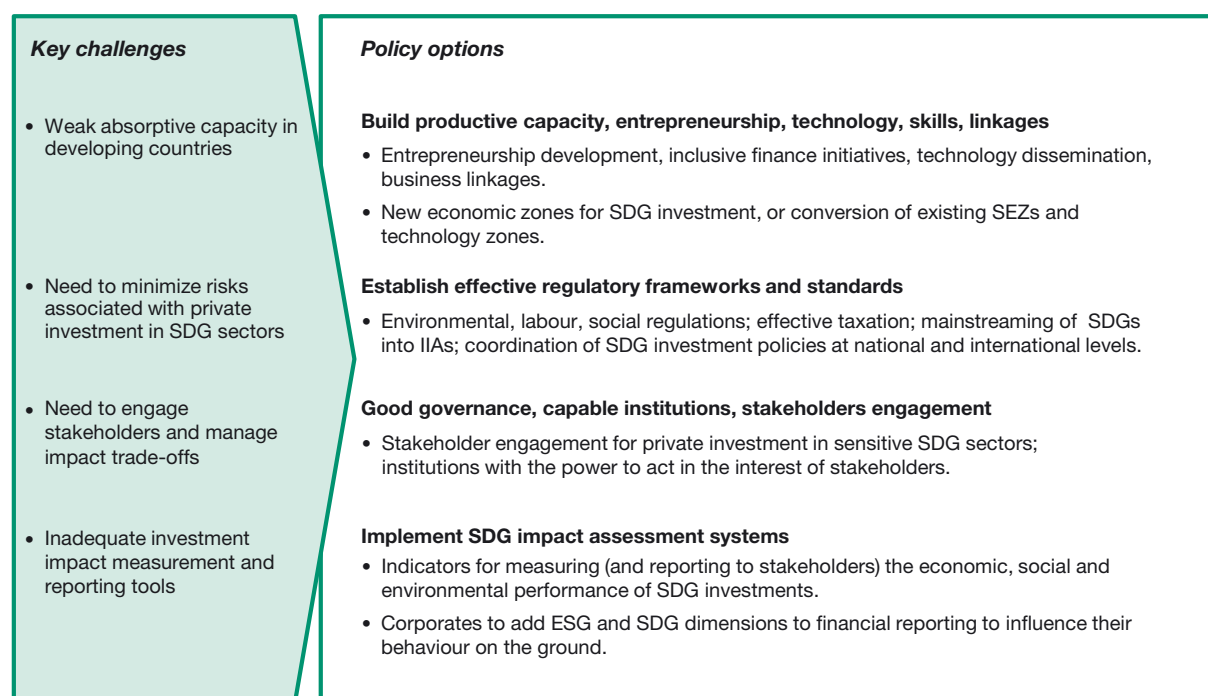 Key challenges
Policy options
• Weak absorptive capacity in
developing countries
Build productive capacity, entrepreneurship, technology, skills, linkages
• Entrepreneurship development, inclusive finance initiatives, technology dissemination,
business linkages.
• New economic zones for SDG investment, or conversion of existing SEZs and
technology zones.
• Need to minimize risks
associated with private
investment in SDG sectors
Establish effective regulatory frameworks and standards
• Environmental, labour, social regulations; effective taxation; mainstreaming of SDGs
into IIAs; coordination of SDG investment policies at national and international levels.
• Need to engage
stakeholders and manage
impact trade-offs
Good governance, capable institutions, stakeholders engagement
• Stakeholder engagement for private investment in sensitive SDG sectors;
institutions with the power to act in the interest of stakeholders.
• Inadequate investment
impact measurement and
reporting tools
Implement SDG impact assessment systems
• Indicators for measuring (and reporting to stakeholders) the economic, social and
environmental performance of SDG investments.
• Corporates to add ESG and SDG dimensions to financial reporting to influence their
behaviour on the ground.